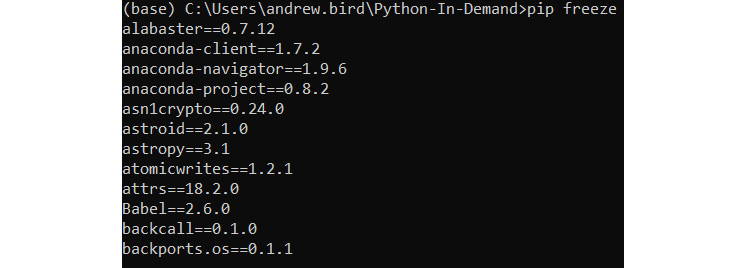 (base) C:\Users\andrew.bird\Python-In-Demand>pip freeze
alabaster==0.7.12
anaconda-client==1.7.2
anaconda-navigator==1.9.6
anaconda-project==0.8.2
asn1crypto==0.24.0
astroid==2.1.0
astropy==3.1
atomicwrites==1.2.1
attrs==18.2.0
Babel==2.6.0
backcall==0.1.0
backports.os==0.1.1